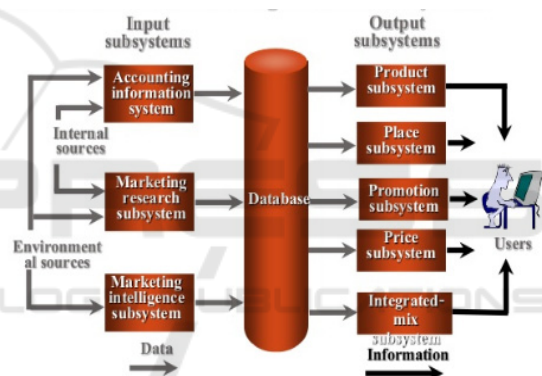 Input
subsystems
Output
subsystems
Accounting
information
system
Internal
sources
Marketing
research
subsystem
Environment
al sources
Marketing
intelligence
subsystem
Data
Database
Product
subsystem
Place
subsystem
Promotion
subsystem
Price
subsystem
Integrated-
mix
subsystem
Users
Information